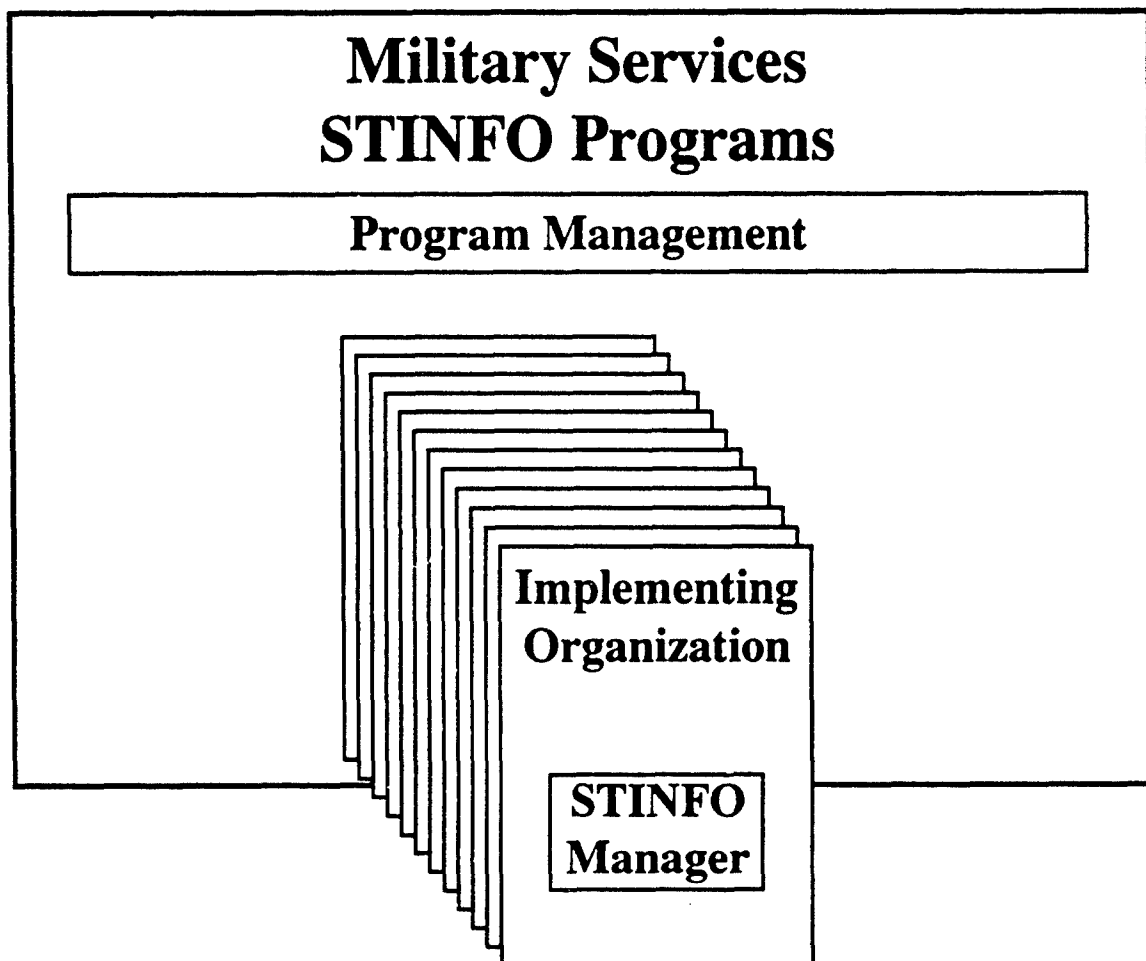 Military Services
STINFO Programs
Program Management
Implementing
Organization
STINFO
Manager